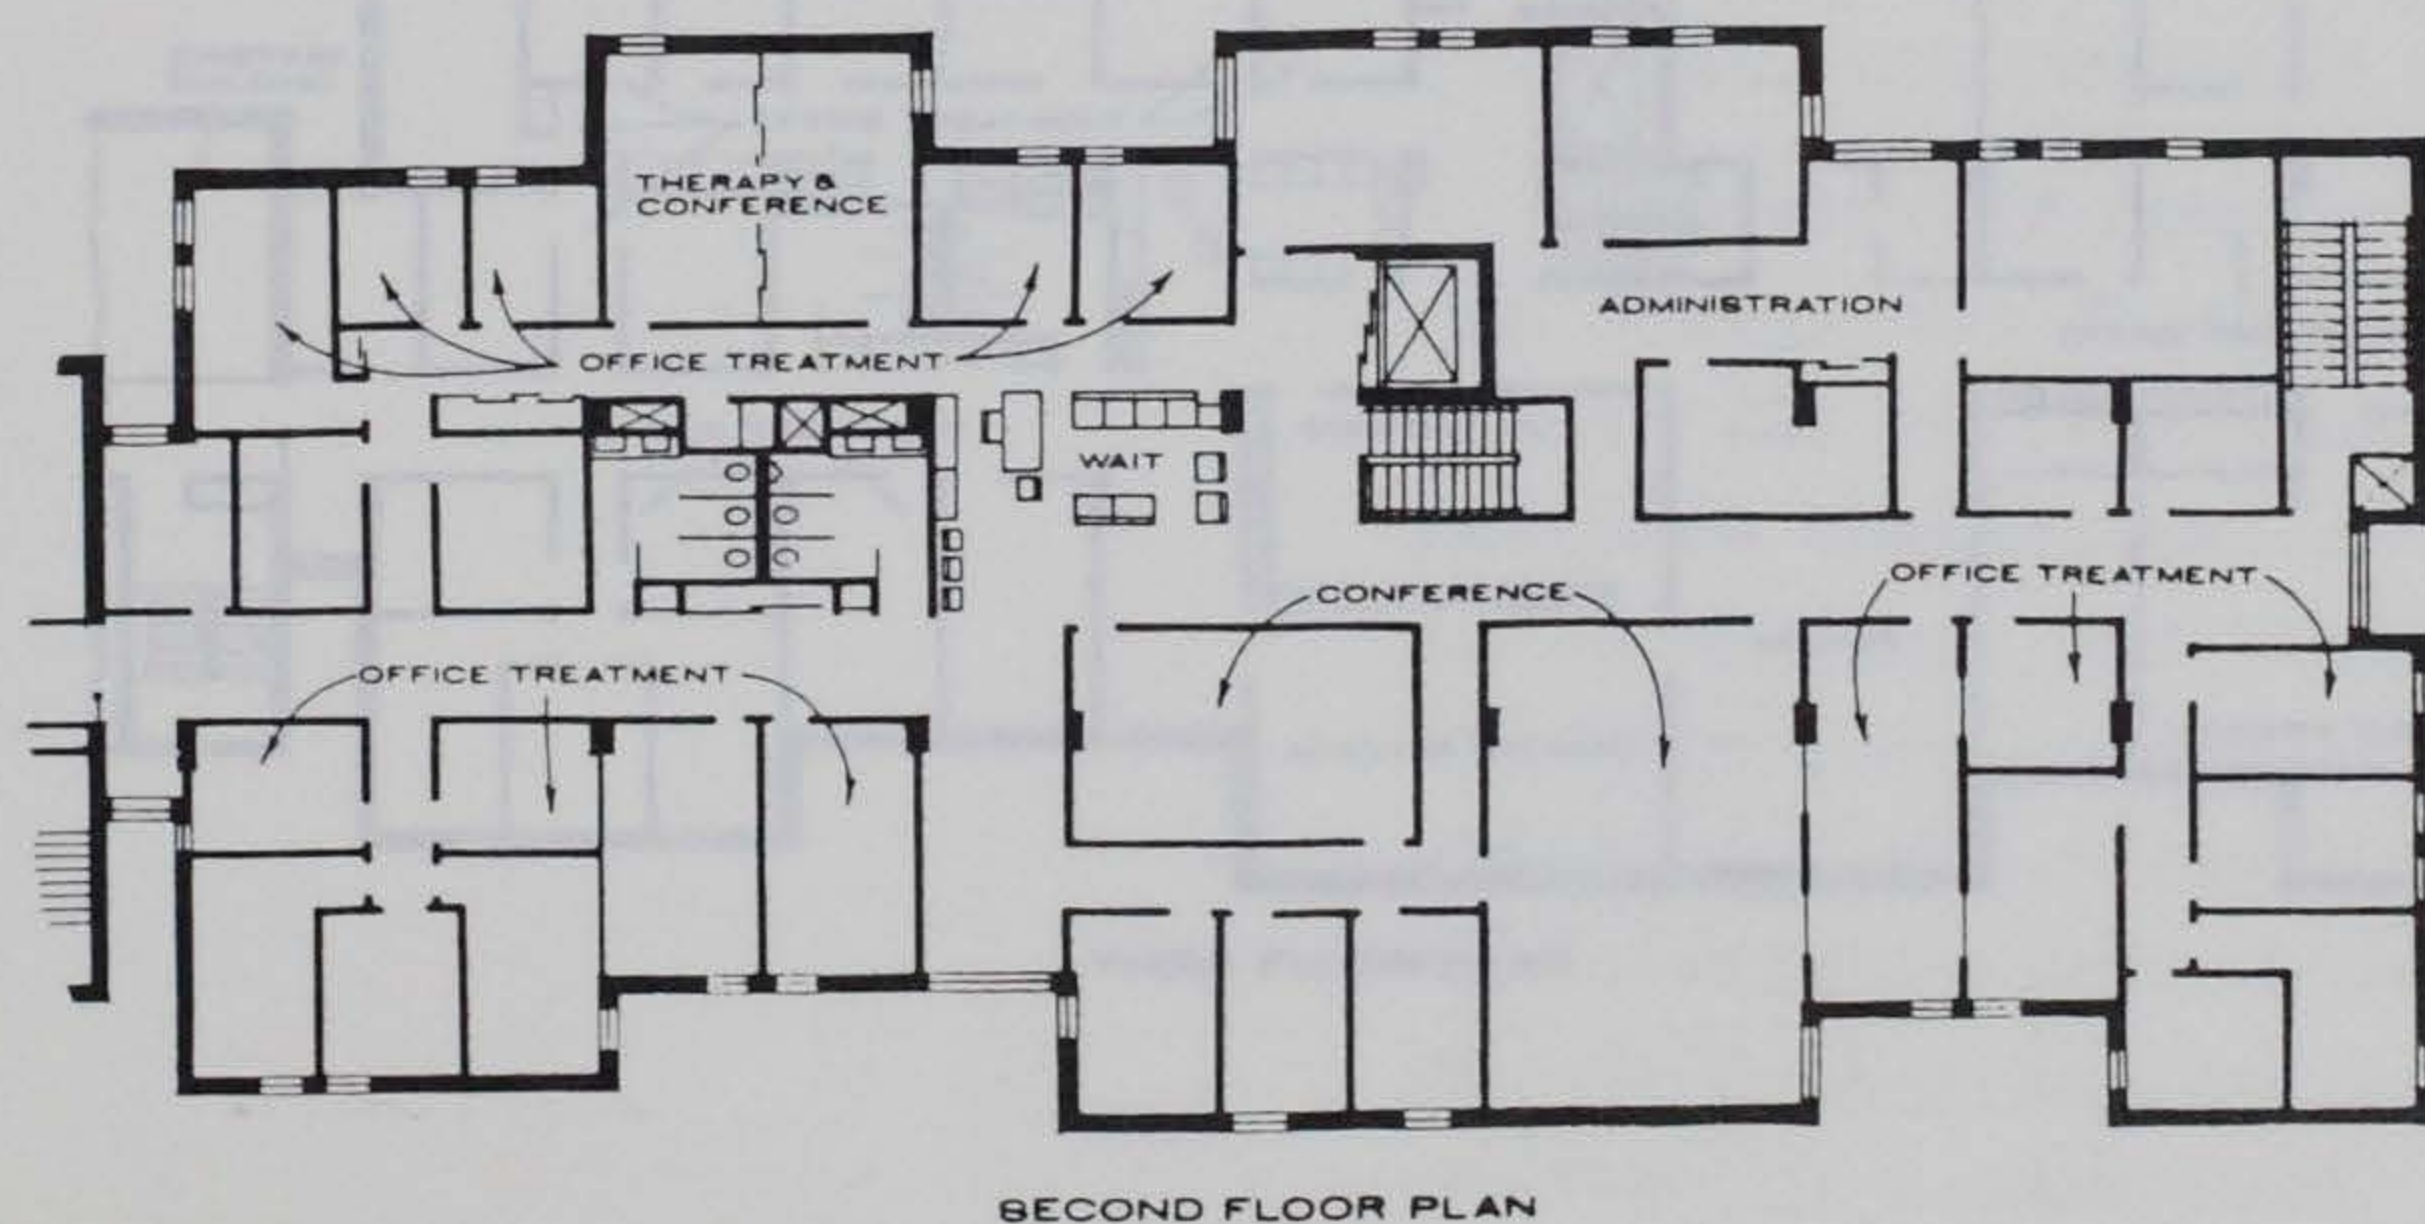 THERAPY &
CONFERENCE
OFFICE TREATMENT
ADMINISTRATION
WAIT
CONFERENCE
OFFICE TREATMENT
OFFICE TREATMENT
SECOND FLOOR PLAN